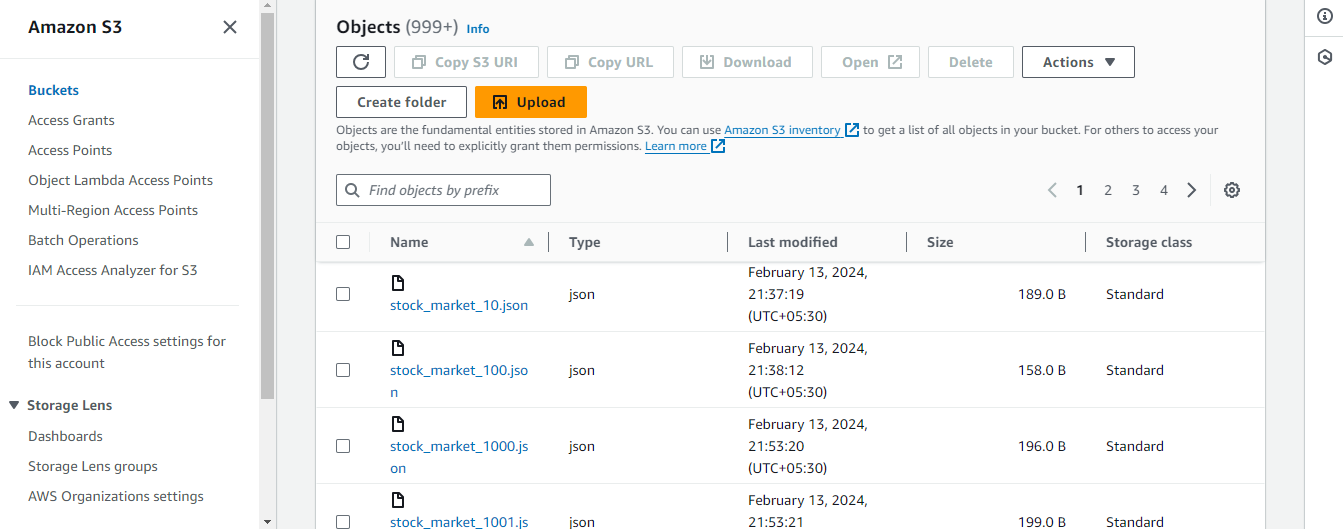 Amazon S3
Buckets
Access Grants
Access Points
Object Lambda Access Points
Multi-Region Access Points
Batch Operations
IAM Access Analyzer for S3
Block Public Access settings for
this account
Storage Lens
Dashboards
Storage Lens groups
AWS Organizations settings
Objects (999+) Info
Copy S3 URI Copy URL Download Open Delete Actions
Create folder Upload
Objects are the fundamental entities stored in Amazon S3. You can use Amazon S3 inventory to get a list of all objects in your bucket. For others to access your
objects, you'll need to explicitly grant them permissions. Learn more
Find objects by prefix 1 2 3 4
Name Type Last modified Size Storage class
February 13, 2024,
stock_market_10.json json 21:37:19 189.0 B Standard
(UTC+05:30)
February 13, 2024,
stock_market_100.jso json 21:38:12 158.0 B Standard
n (UTC+05:30)
February 13, 2024,
stock_market_1000.js json 21:53:20 196.0 B Standard
on (UTC+05:30)
February 13, 2024,
stock_market_1001.js json 21:53:21 199.0 B Standard